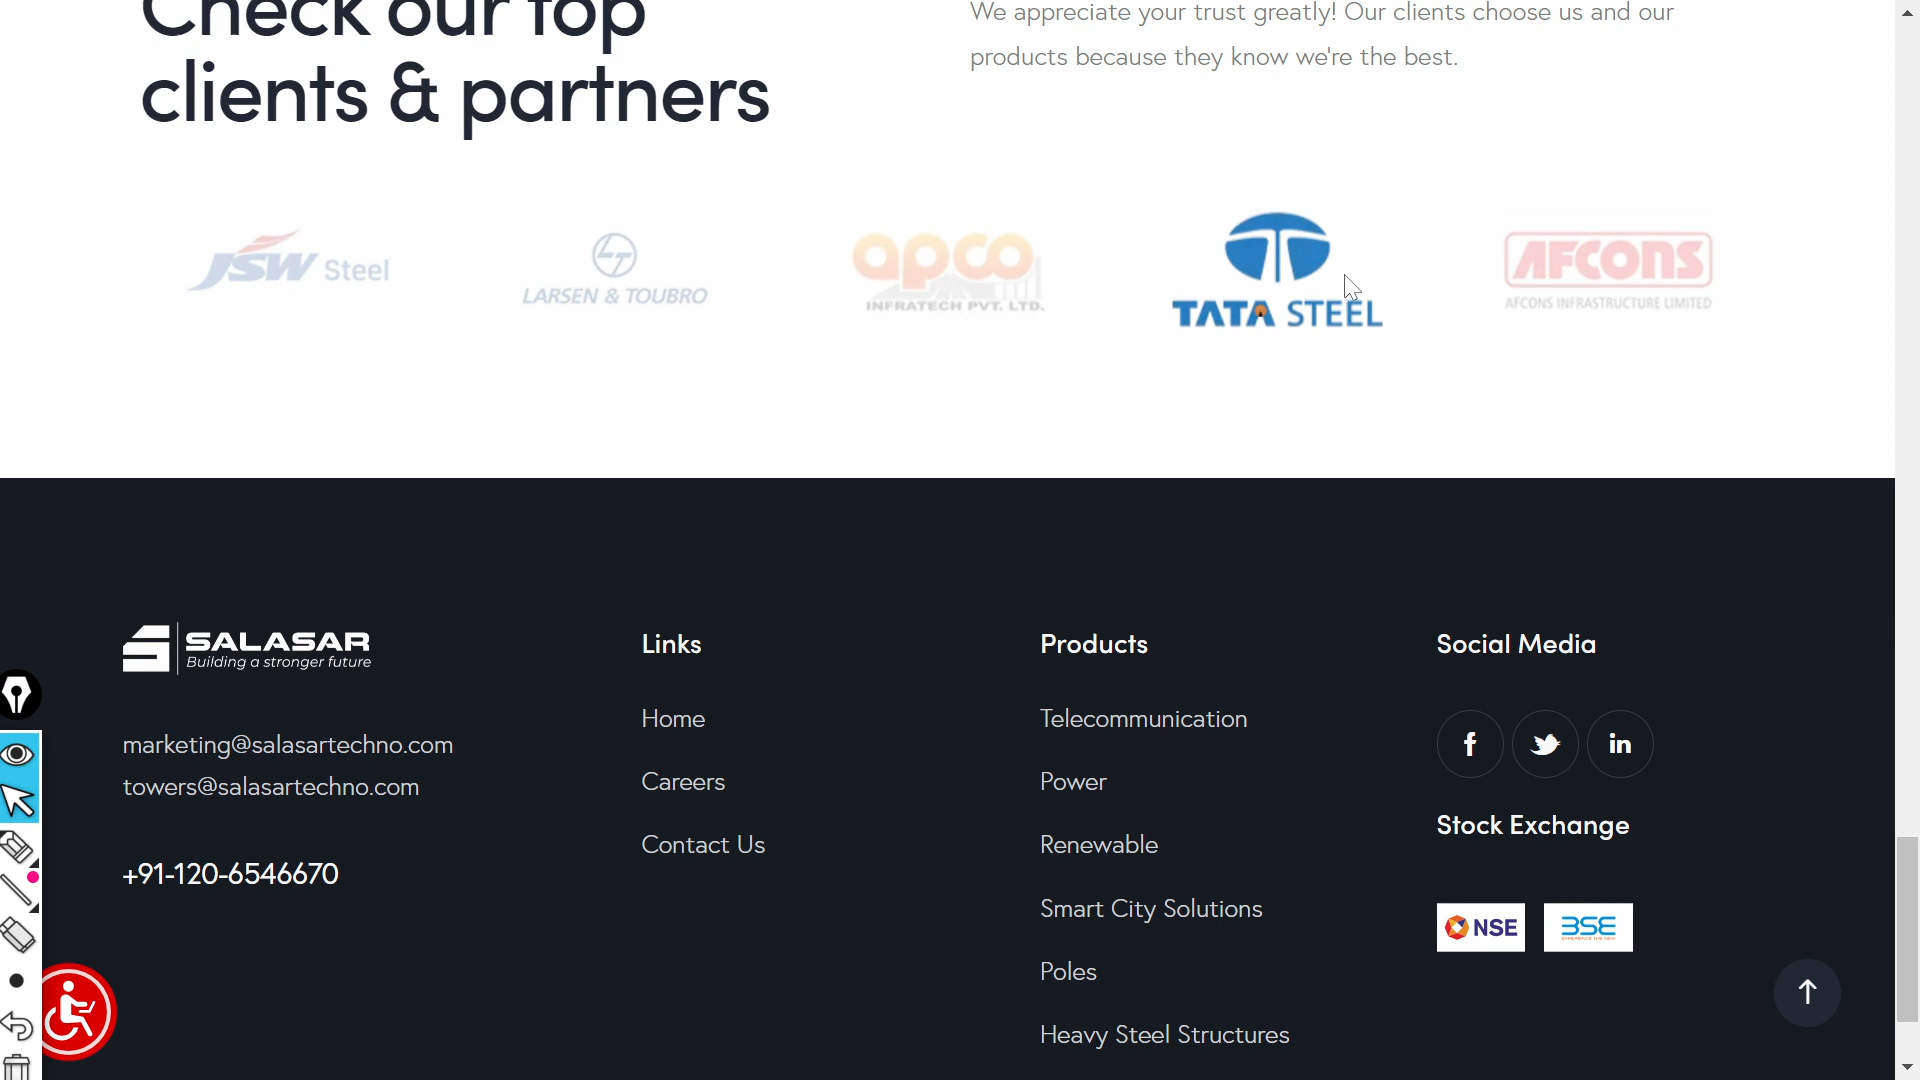 Check our top
clients & partners
We appreciate your trust greatly! Our clients choose us and our
products because they know we're the best.
JSW Steel
LARSEN & TOUBRO
apco
INFRATECH PVT. LTD.
TATA STEEL
AFCONS
AFCONS INFRASTRUCTURE LIMITED
SALASAR
Building a stronger future
marketing@salasartechno.com
towers@salasartechno.com
+91-120-6546670
Links
Home
Careers
Contact Us
Products
Telecommunication
Power
Renewable
Smart City Solutions
Poles
Heavy Steel Structures
Social Media
f
in
Stock Exchange
NSE
BSE